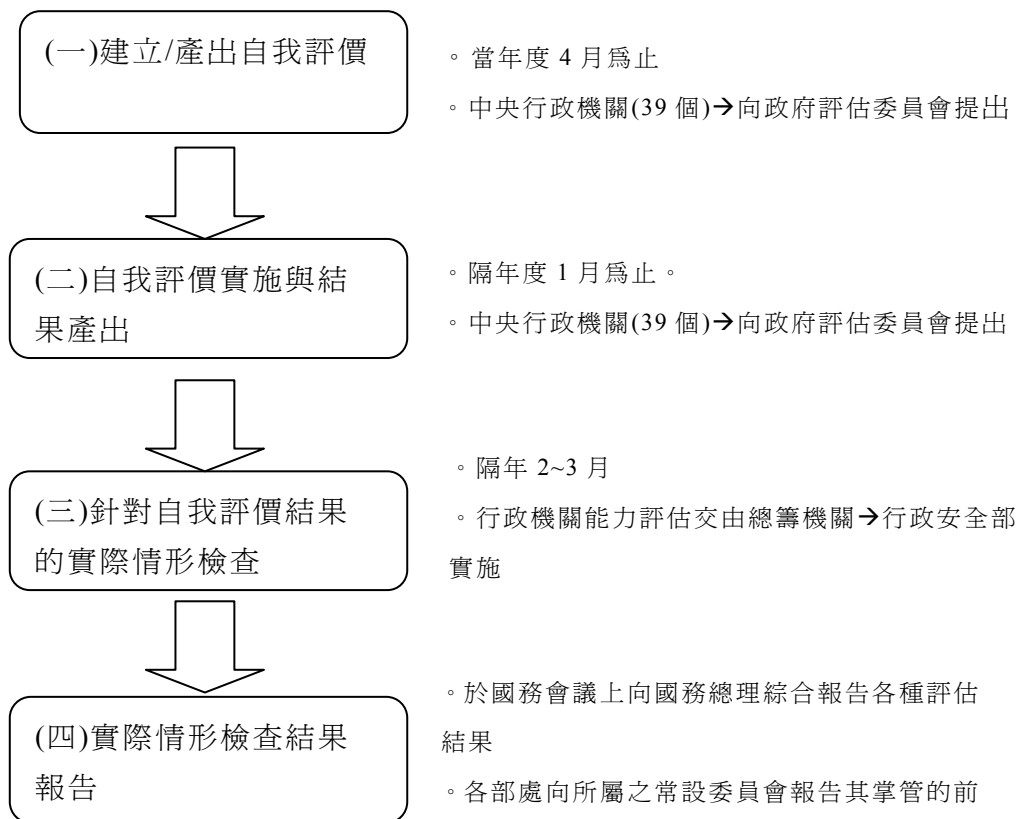 (一)建立/產出自我評價
。當年度 4 月爲止
。中央行政機關(39 個)→向政府評估委員會提出
(二)自我評價實施與結
果產出
。隔年度 1 月爲止。
。中央行政機關(39 個)→向政府評估委員會提出
(三)針對自我評價結果
的實際情形檢查
。隔年 2~3 月
。行政機關能力評估交由總籌機關→行政安全部
實施
(四)實際情形檢查結果
報告
。於國務會議上向國務總理綜合報告各種評估
結果
。各部處向所屬之常設委員會報告其掌管的前